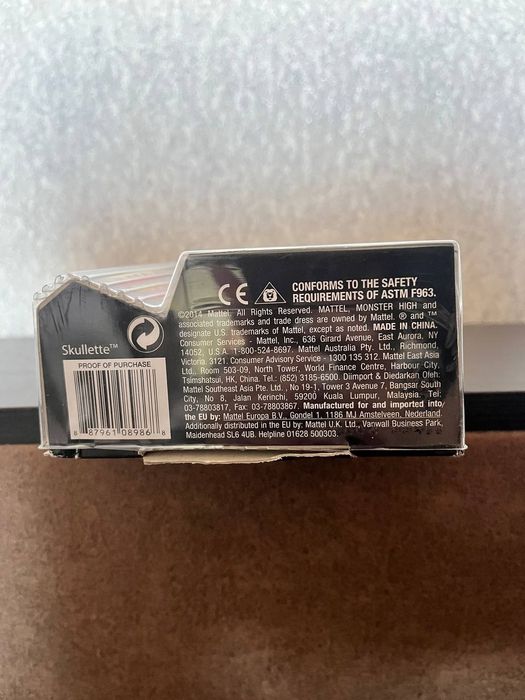 CE CONFORMS TO THE SAFETY
REQUIREMENTS OF ASTM F963.
©2014 Mattel. All Rights Reserved. MATTEL, MONSTER HIGH and
associated trademarks and trade dress are owned by Mattel. ® and ™
designate U.S. trademarks of Mattel, except as noted. MADE IN CHINA.
Consumer Services - Mattel, Inc., 636 Girard Avenue, East Aurora, NY
14052, U.S.A. 1-800-524-8697. Mattel Australia Pty. Ltd., Richmond,
Victoria. 3121. Consumer Advisory Service - 1300 135 312. Mattel East Asia
Ltd., Room 503-09, North Tower, World Finance Centre, Harbour City,
Tsimshatsui, HK, China. Tel.: (852) 3185-6500. Diimport & Diedarkan Oleh:
Mattel Southeast Asia Pte. Ltd. , No 19-1, Tower 3 Avenue 7, Bangsar South
City, No 8, Jalan Kerinchi, 59200 Kuala Lumpur, Malaysia. Tel:
03-78803817, Fax: 03-78803867. Manufactured for and imported into
the EU by: Mattel Europa B.V., Gondel 1, 1186 MJ Amstelveen, Nederland.
Additionally distributed in the EU by: Mattel U.K. Ltd., Vanwall Business Park,
Maidenhead SL6 4UB. Helpline 01628 500303.
Skullette™
PROOF OF PURCHASE
8 87961 08986 8